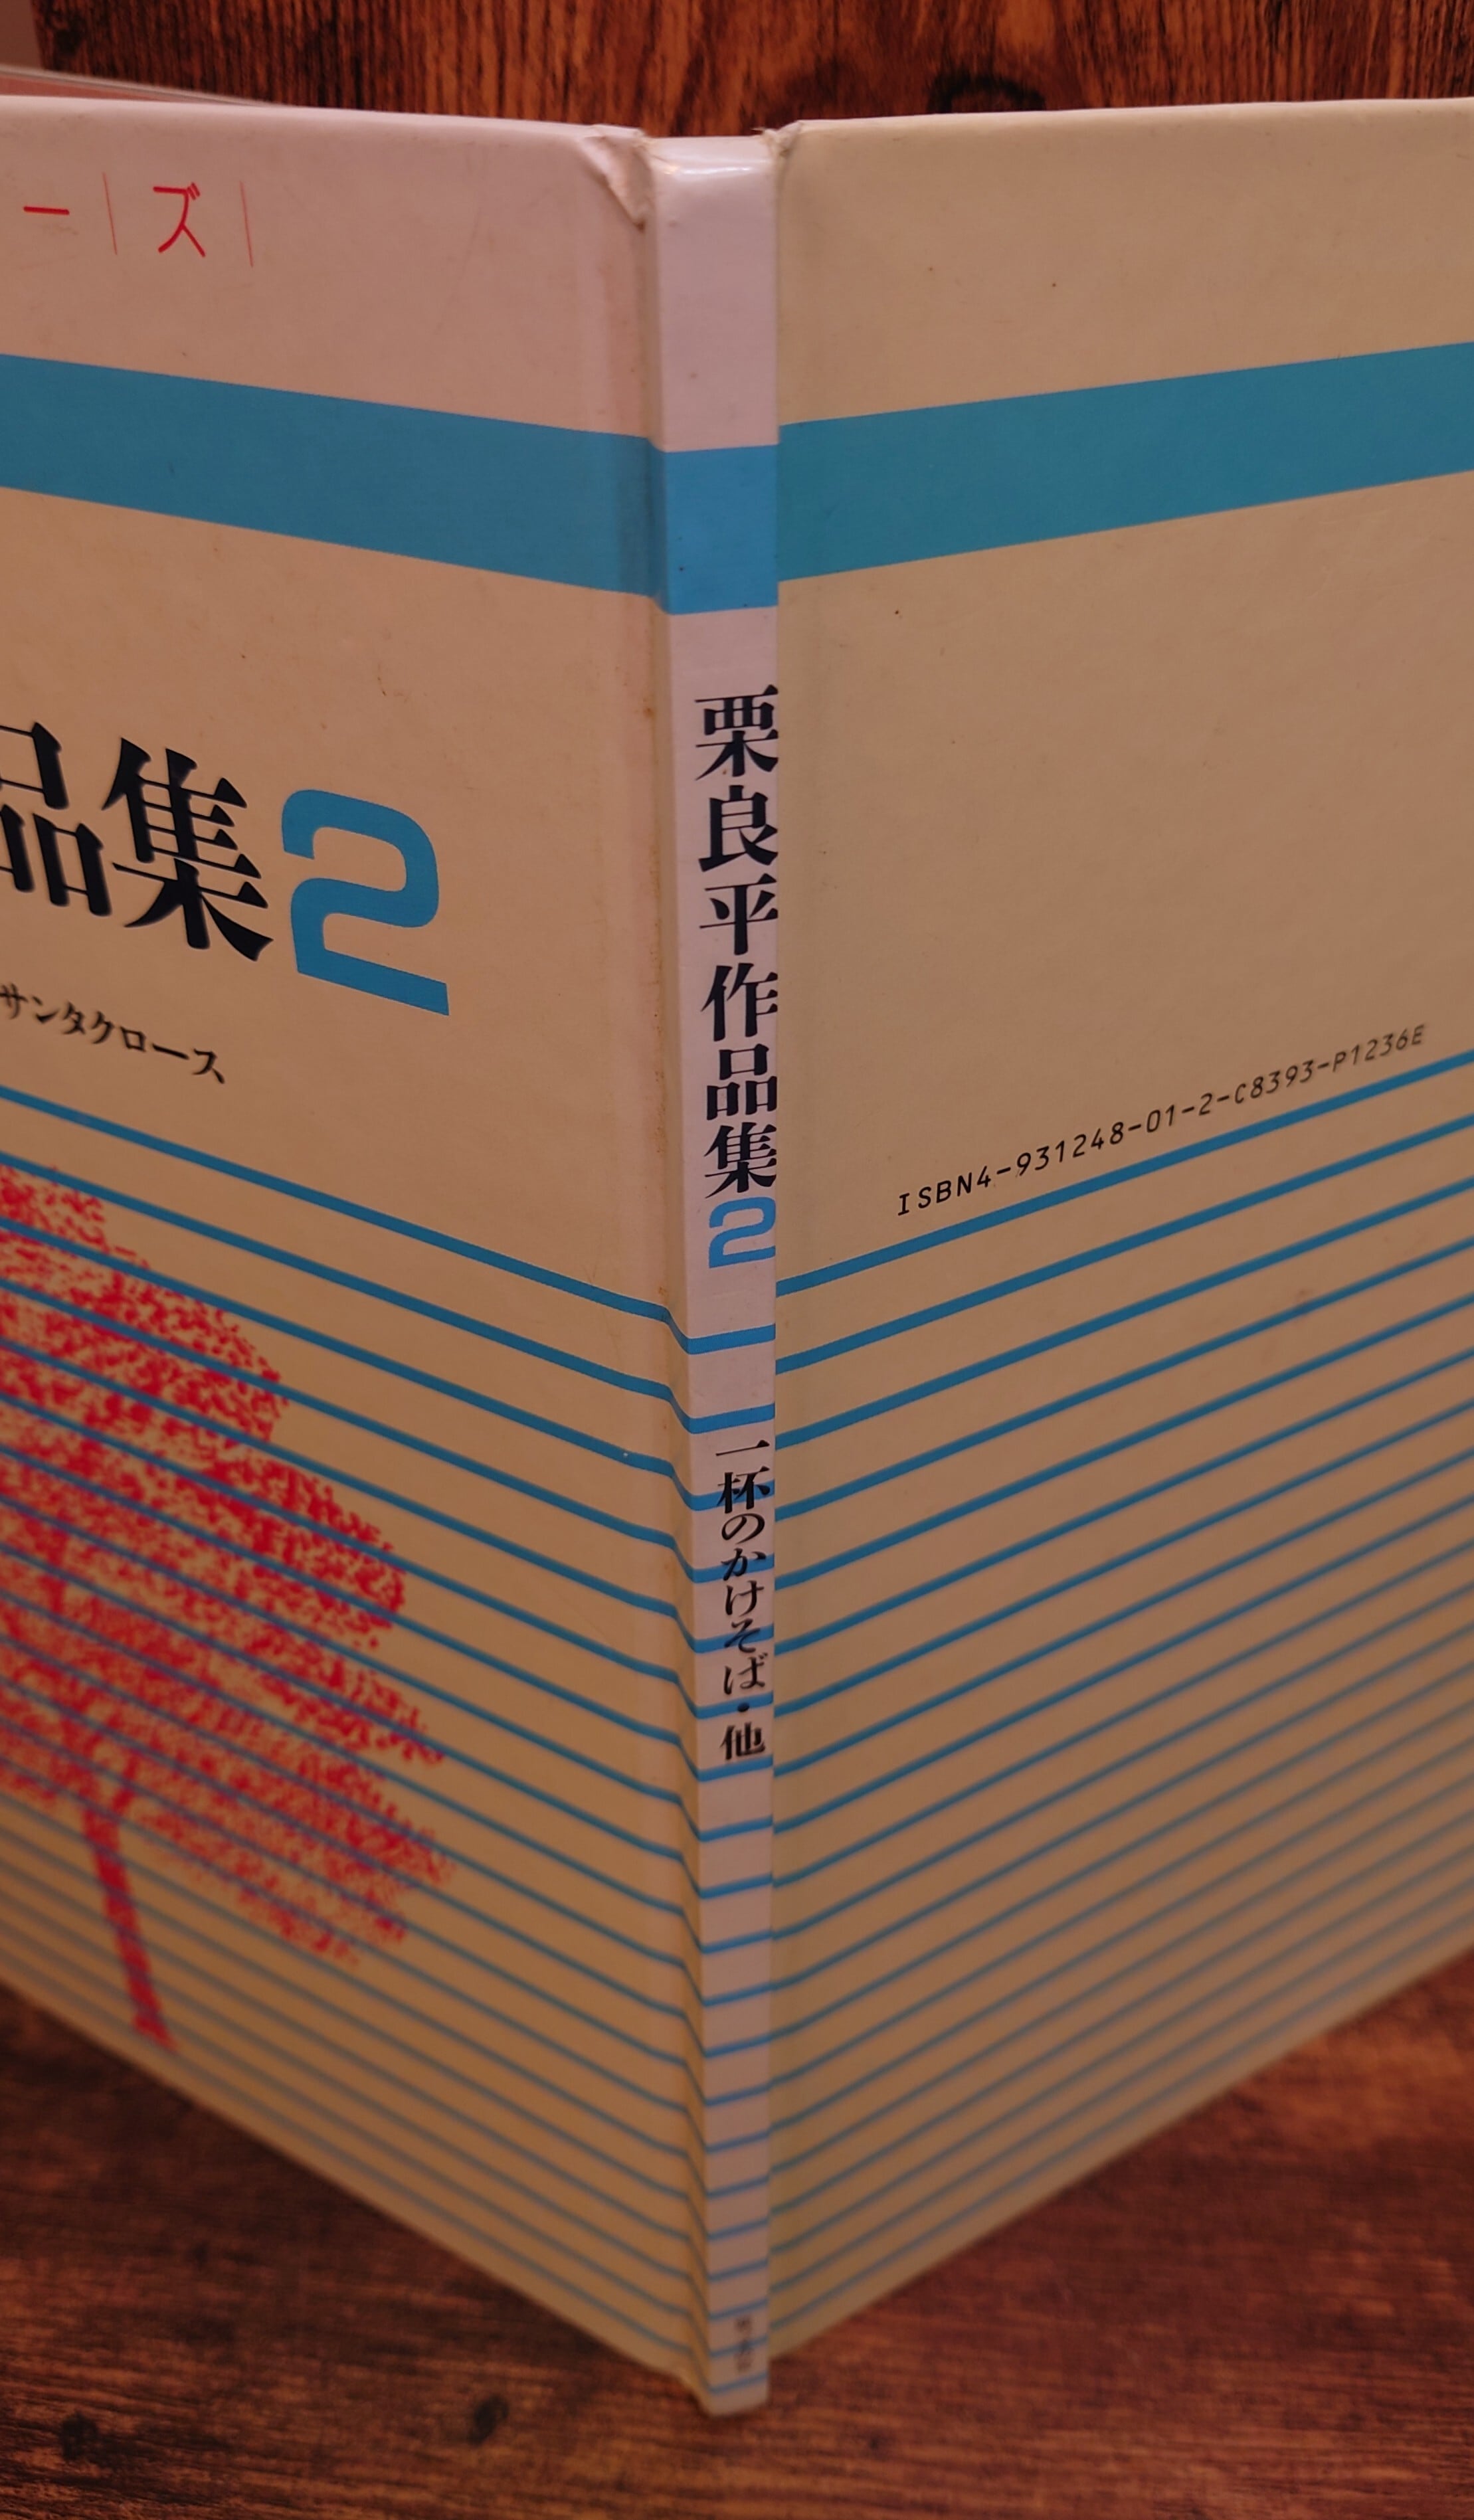 ーズ
品集2
サンタクロース
栗良平作品集2
一杯のかけそば・他
ISBN4-931248-01-2-C8393-P1236E